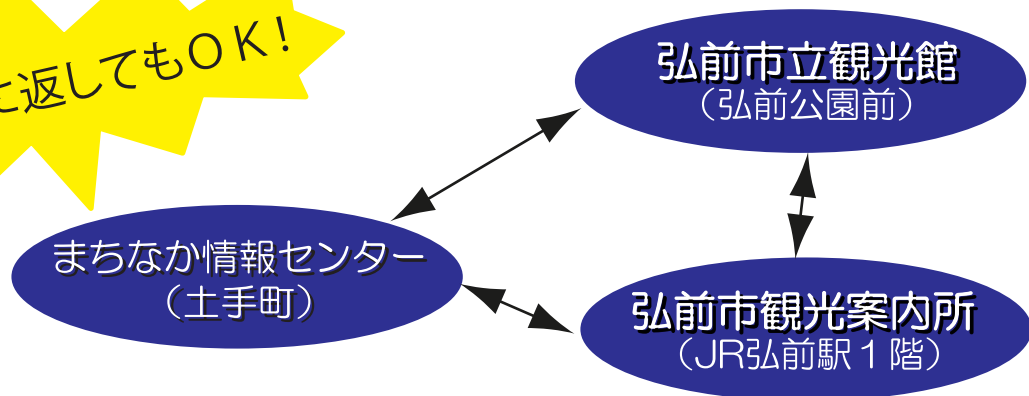 に返してもＯＫ！
弘前市立観光館
（弘前公園前）
まちなか情報センター
（土手町）
弘前市観光案内所
（JR弘前駅１階）